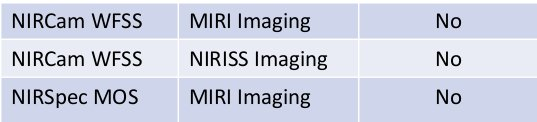 NIRCam WFSS MIRI Imaging No
NIRCam WFSS NIRISS Imaging No
NIRSpec MOS MIRI Imaging No